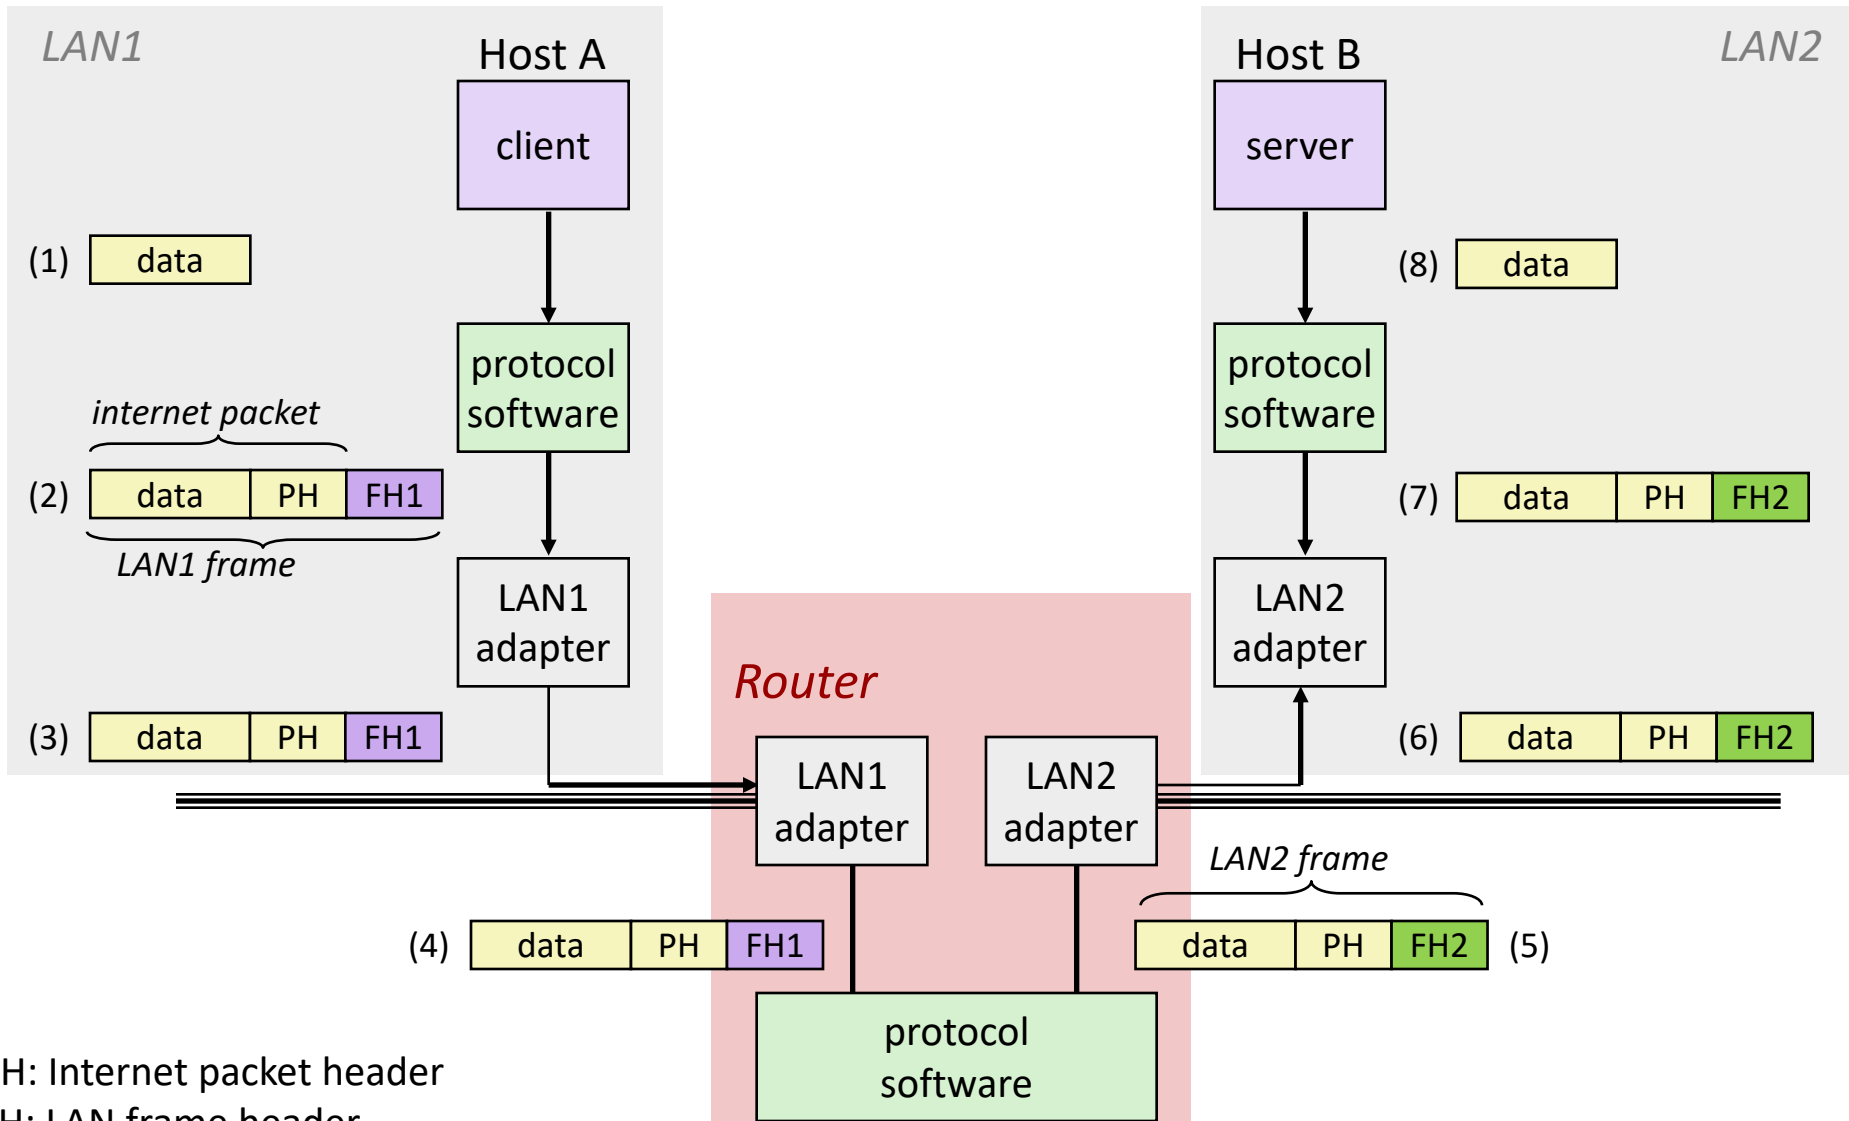 LAN1
Host A
client
(1) data
protocol
software
internet packet
(2) data PH FH1
LAN1 frame
LAN1
adapter
(3) data PH FH1
Host B
LAN2
server
(8) data
protocol
software
(7) data PH FH2
LAN2
adapter
(6) data PH FH2
Router
LAN1
adapter
LAN2
adapter
LAN2 frame
(4) data PH FH1
data PH FH2 (5)
protocol
software
H: Internet packet header
H: LAN frame header